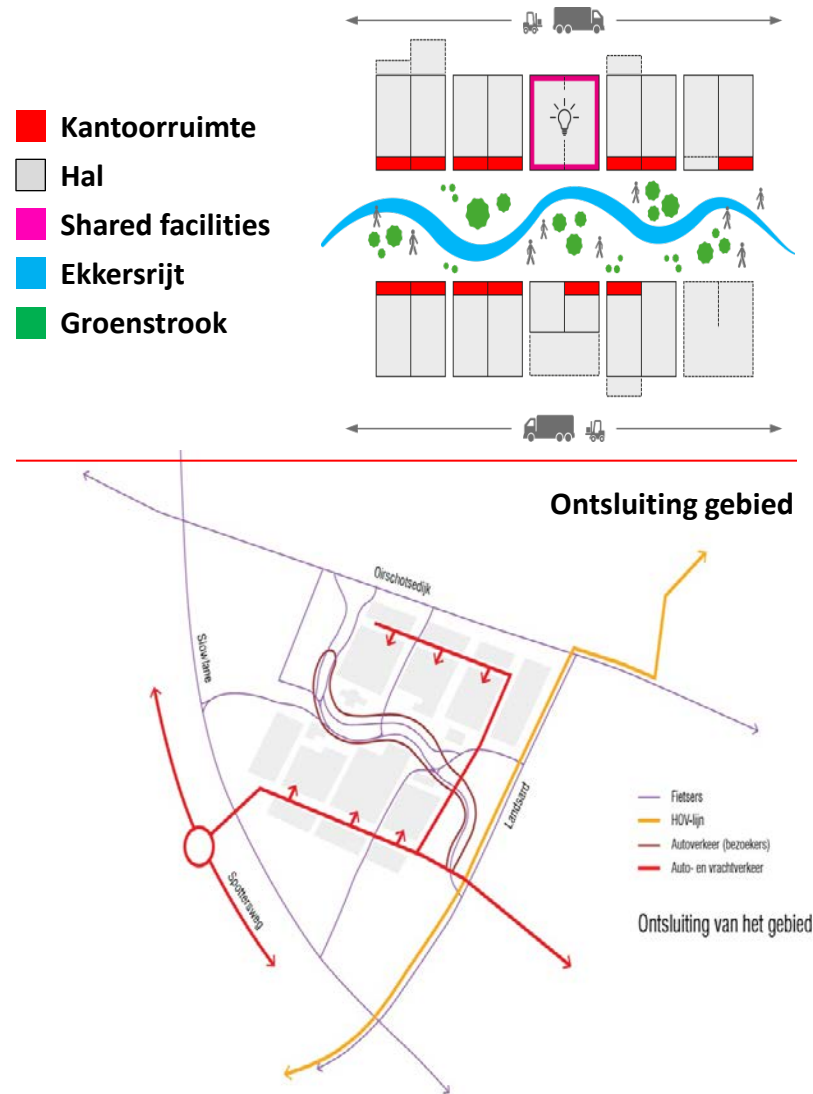 Kantoorruimte
Hal
Shared facilities
Ekkersrijt
Groenstrook
Ontsluiting gebied
Oirschotsedijk
Slowlane
Landsard
Spottersweg
Fietsers
HOV-lijn
Autoverkeer (bezoekers)
Auto- en vrachtverkeer
Ontsluiting van het gebied